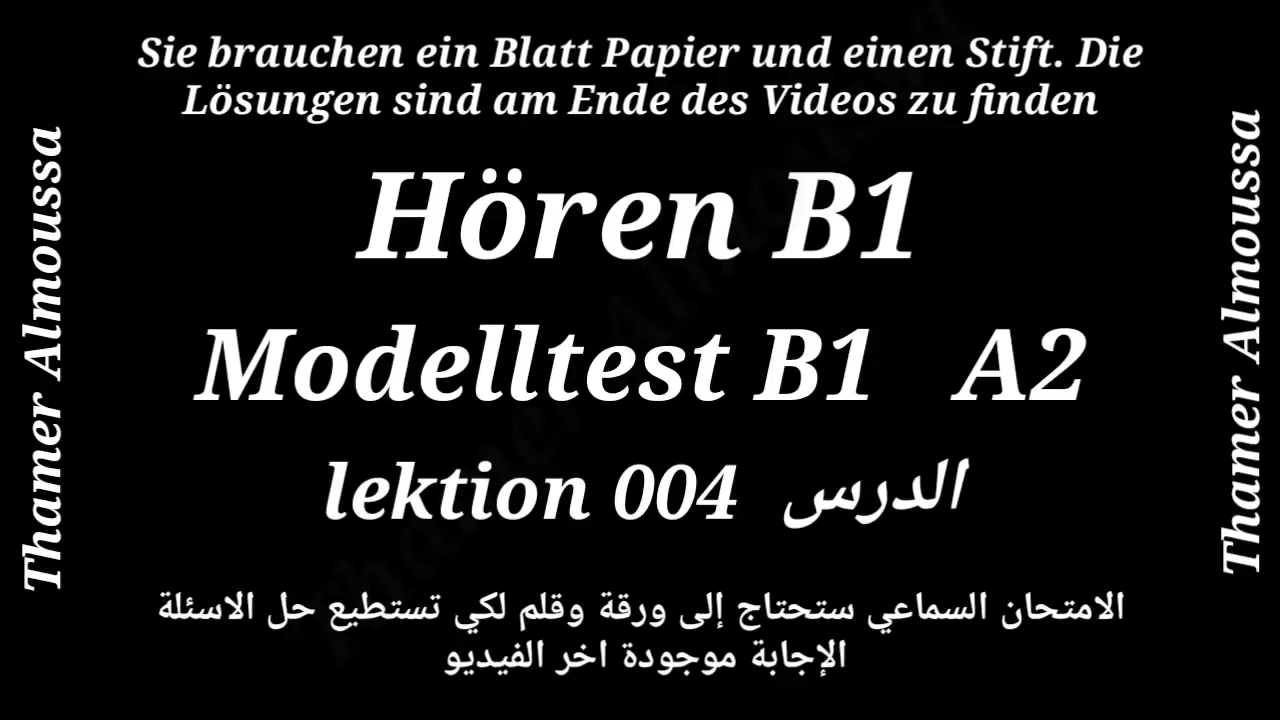 Sie brauchen ein Blatt Papier und einen Stift. Die
Lösungen sind am Ende des Videos zu finden
Hören B1
Modelltest B1 A2
lektion 004 الدرس
الامتحان السماعي ستحتاج إلى ورقة وقلم لكي تستطيع حل الاسئلة
الإجابة موجودة اخر الفيديو
Thamer Almoussa
Thamer Almoussa
Thamer Almoussa